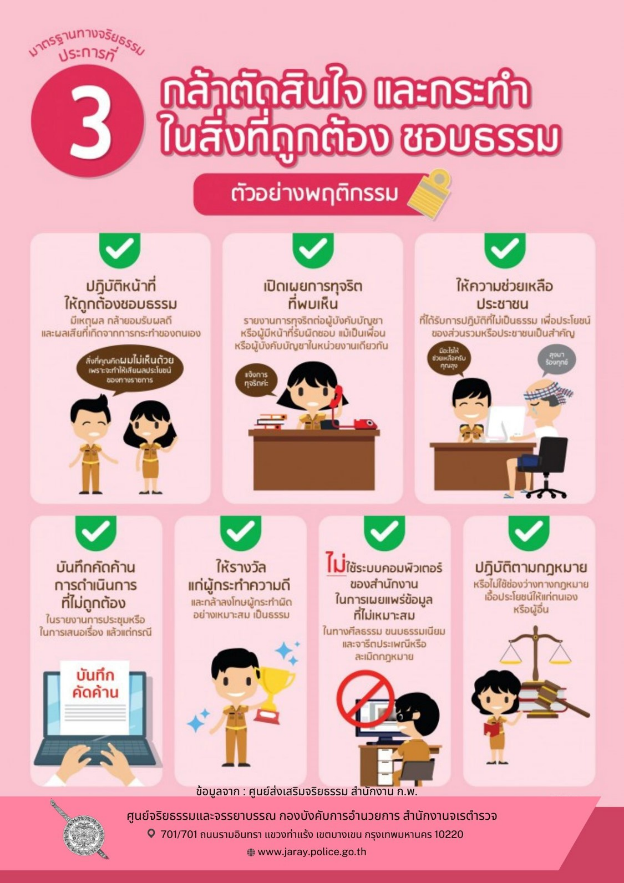 มาตรฐานทางจริยธรรม
ประการที่
3
กล้าตัดสินใจ และกระทำ
ในสิ่งที่ถูกต้อง ชอบธรรม
ตัวอย่างพฤติกรรม
ปฏิบัติหน้าที่
ให้ถูกต้องชอบธรรม
มีเหตุผล กล้ายอมรับผลดี
และผลเสียที่เกิดจากการกระทำของตนเอง
สิ่งที่คุณคิดผมไม่เห็นด้วย
เพราะจะทำให้เสียผลประโยชน์
ของทางราชการ
เปิดเผยการทุจริต
ที่พบเห็น
รายงานการทุจริตต่อผู้บังคับบัญชา
หรือผู้มีหน้าที่รับผิดชอบ แม้เป็นเพื่อน
หรือผู้บังคับบัญชาในหน่วยงานเดียวกัน
แจ้งการ
ทุจริตค่ะ
ให้ความช่วยเหลือ
ประชาชน
ที่ได้รับการปฏิบัติที่ไม่เป็นธรรม เพื่อประโยชน์
ของส่วนรวมหรือประชาชนเป็นสำคัญ
มีอะไรให้
ช่วยเหลือครับ
คุณลุง
ลุงมา
ร้องทุกข์
บันทึกคัดค้าน
การดำเนินการ
ที่ไม่ถูกต้อง
ในรายงานการประชุมหรือ
ในการเสนอเรื่อง แล้วแต่กรณี
บันทึก
คัดค้าน
ให้รางวัล
แก่ผู้กระทำความดี
และกล้าลงโทษผู้กระทำผิด
อย่างเหมาะสม เป็นธรรม
ไม่ใช้ระบบคอมพิวเตอร์
ของสำนักงาน
ในการเผยแพร่ข้อมูล
ที่ไม่เหมาะสม
ในทางศีลธรรม ขนบธรรมเนียม
และจารีตประเพณีหรือ
ละเมิดกฎหมาย
ปฏิบัติตามกฎหมาย
หรือไม่ใช้ช่องว่างทางกฎหมาย
เอื้อประโยชน์ให้แก่ตนเอง
หรือผู้อื่น
ข้อมูลจาก : ศูนย์ส่งเสริมจริยธรรม สำนักงาน ก.พ.
ศูนย์จริยธรรมและจรรยาบรรณ กองบังคับการอำนวยการ สำนักงานจเรตำรวจ
701/701 ถนนรามอินทรา แขวงท่าแร้ง เขตบางเขน กรุงเทพมหานคร 10220
www.jaray.police.go.th